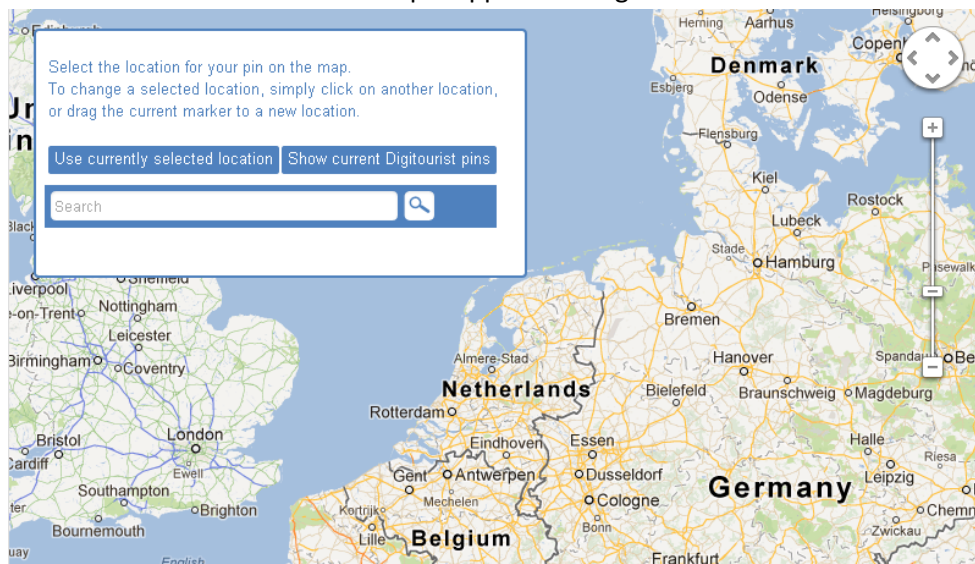 Herning Aarhus Helsingborg
Denmark
Esbjerg
Odense
Select the location for your pin on the map.
To change a selected location, simply click on another location,
or drag the current marker to a new location.
Use currently selected location Show current Digitourist pins
Search
Flensburg
Kiel
Rostock
Lubeck
Stade
Hamburg
Nottingham
Bremen
Leicester
Coventry
Almere-Stad
Hanover
Netherlands
Bielefeld Braunschweig Magdeburg
Rotterdam
Bristol London
Eindhoven Essen
Halle
Riesa
Ewell
Gent Antwerpen Dusseldorf
Germany
Leipzig
Southampton
Brighton
Kortrijk Mechelen Cologne
Bournemouth
Lille Belgium Bonn
Zwickau
English
Frankfurt